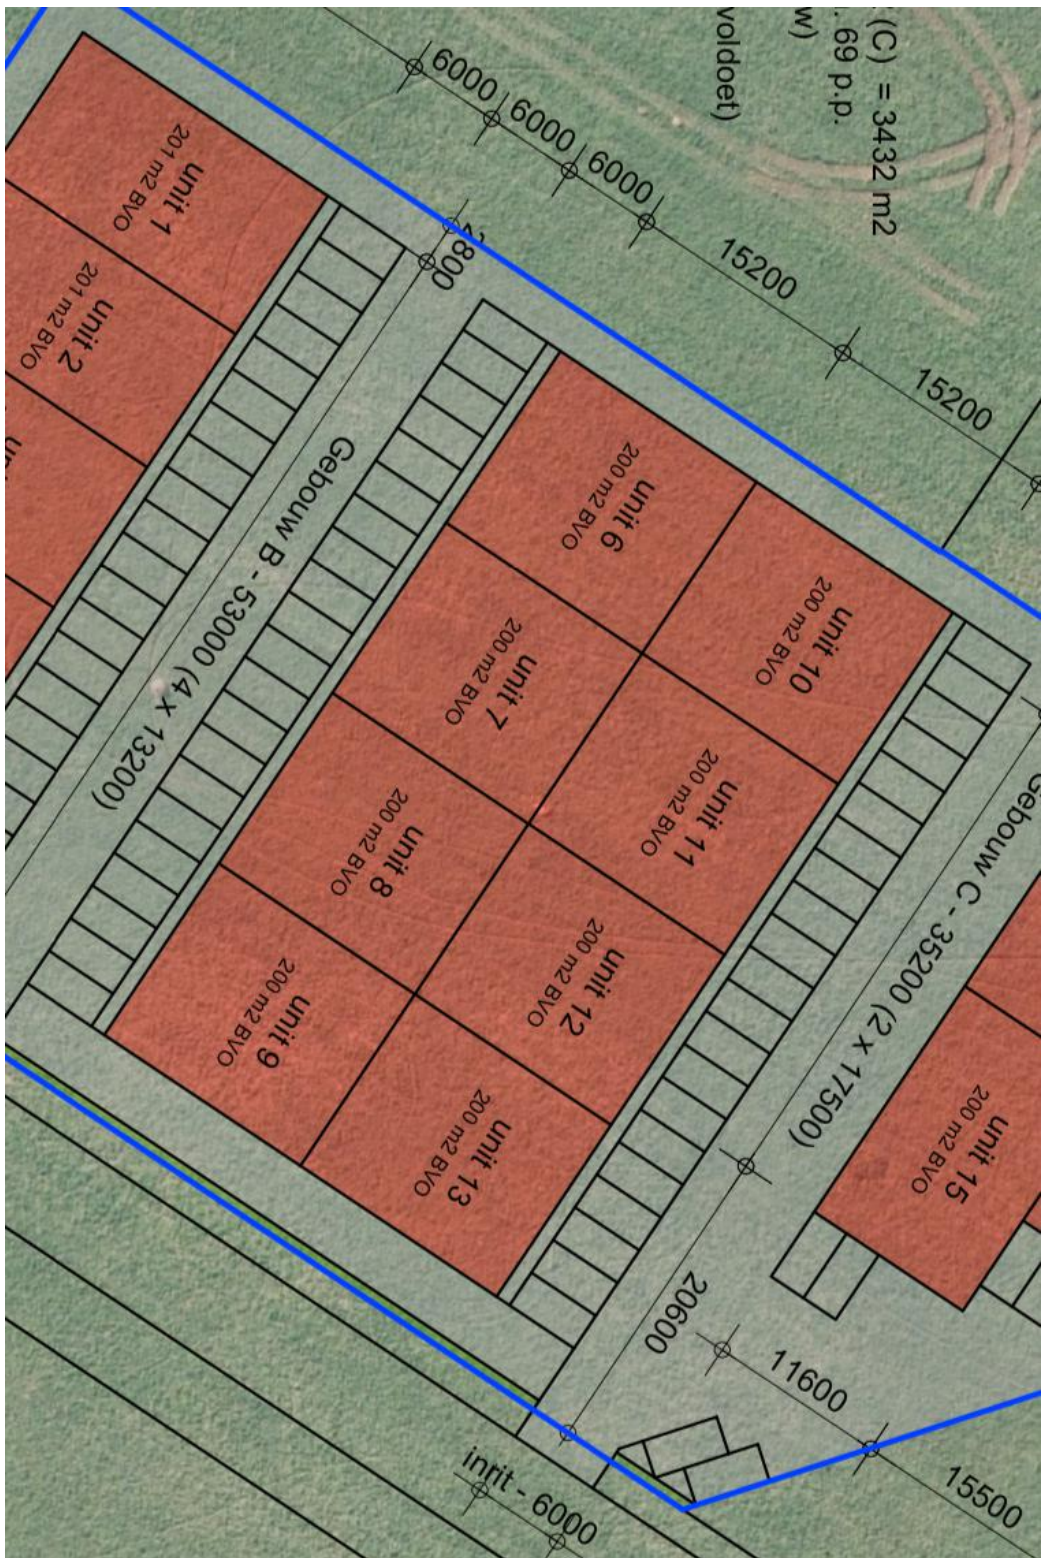 (C) = 3432 m2
. 69 p.p.
w)
voldoet)
6000
6000
6000
15200
15200
2800
unit 1
201 m2 BVO
unit 2
201 m2 BVO
Gebouw B - 53000 (4 x 13200)
unit 6
200 m2 BVO
unit 10
200 m2 BVO
unit 7
200 m2 BVO
unit 11
200 m2 BVO
unit 8
200 m2 BVO
unit 12
200 m2 BVO
unit 9
200 m2 BVO
unit 13
200 m2 BVO
Gebouw C - 35200 (2 x 17500)
unit 15
200 m2 BVO
20600
11600
15500
inrit - 6000